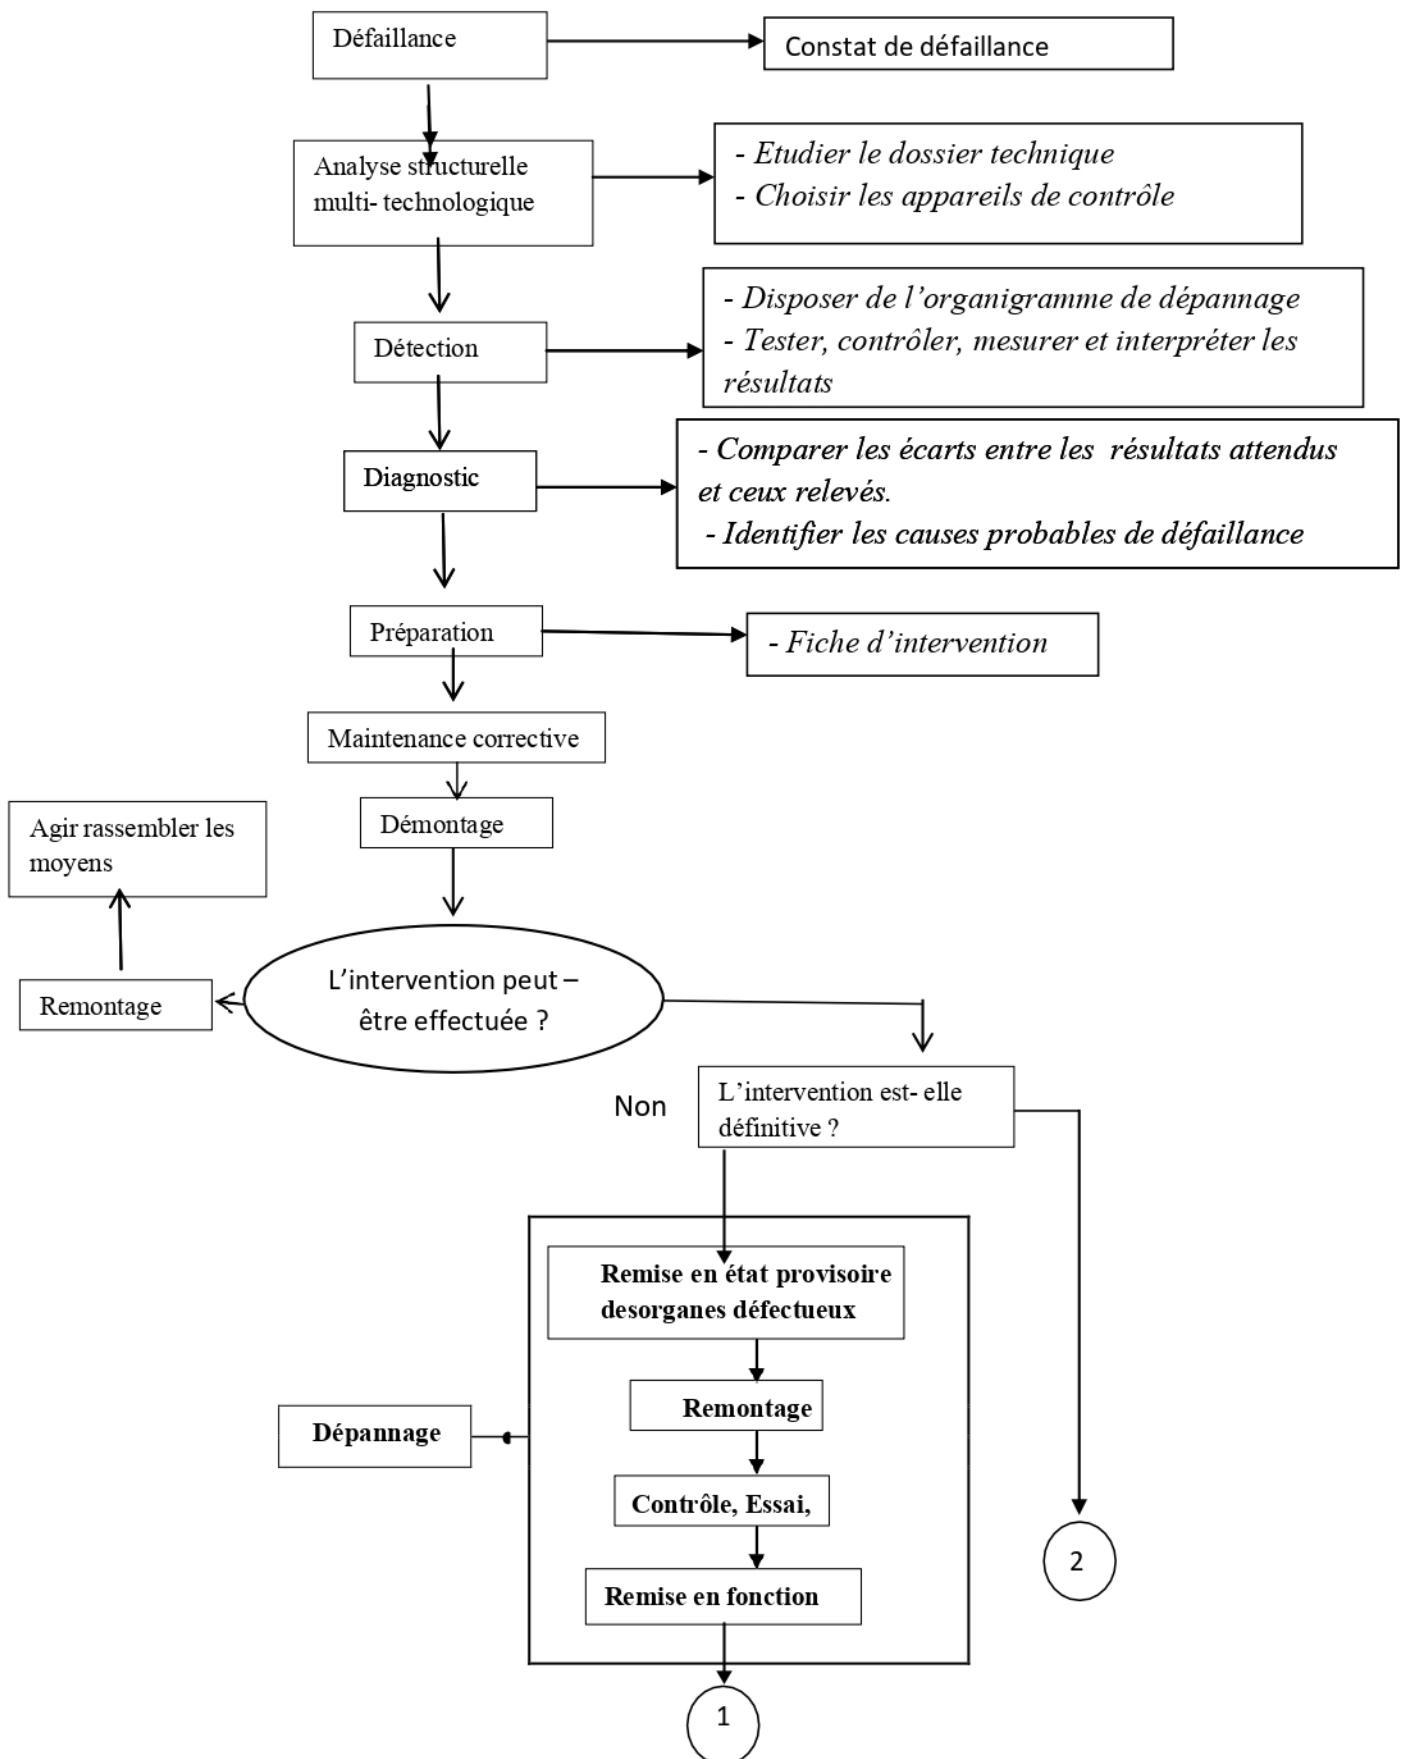 Défaillance
Constat de défaillance
Analyse structurelle
multi- technologique
- Etudier le dossier technique
- Choisir les appareils de contrôle
- Disposer de l’organigramme de dépannage
- Tester, contrôler, mesurer et interpréter les
résultats
Détection
- Comparer les écarts entre les résultats attendus
et ceux relevés.
- Identifier les causes probables de défaillance
Diagnostic
Préparation
- Fiche d’intervention
Maintenance corrective
Démontage
Agir rassembler les
moyens
L’intervention peut –
être effectuée ?
Remontage
Non
L’intervention est- elle
définitive ?
Remise en état provisoire
desorganes défectueux
Remontage
Dépannage
Contrôle, Essai,
Remise en fonction
2
1